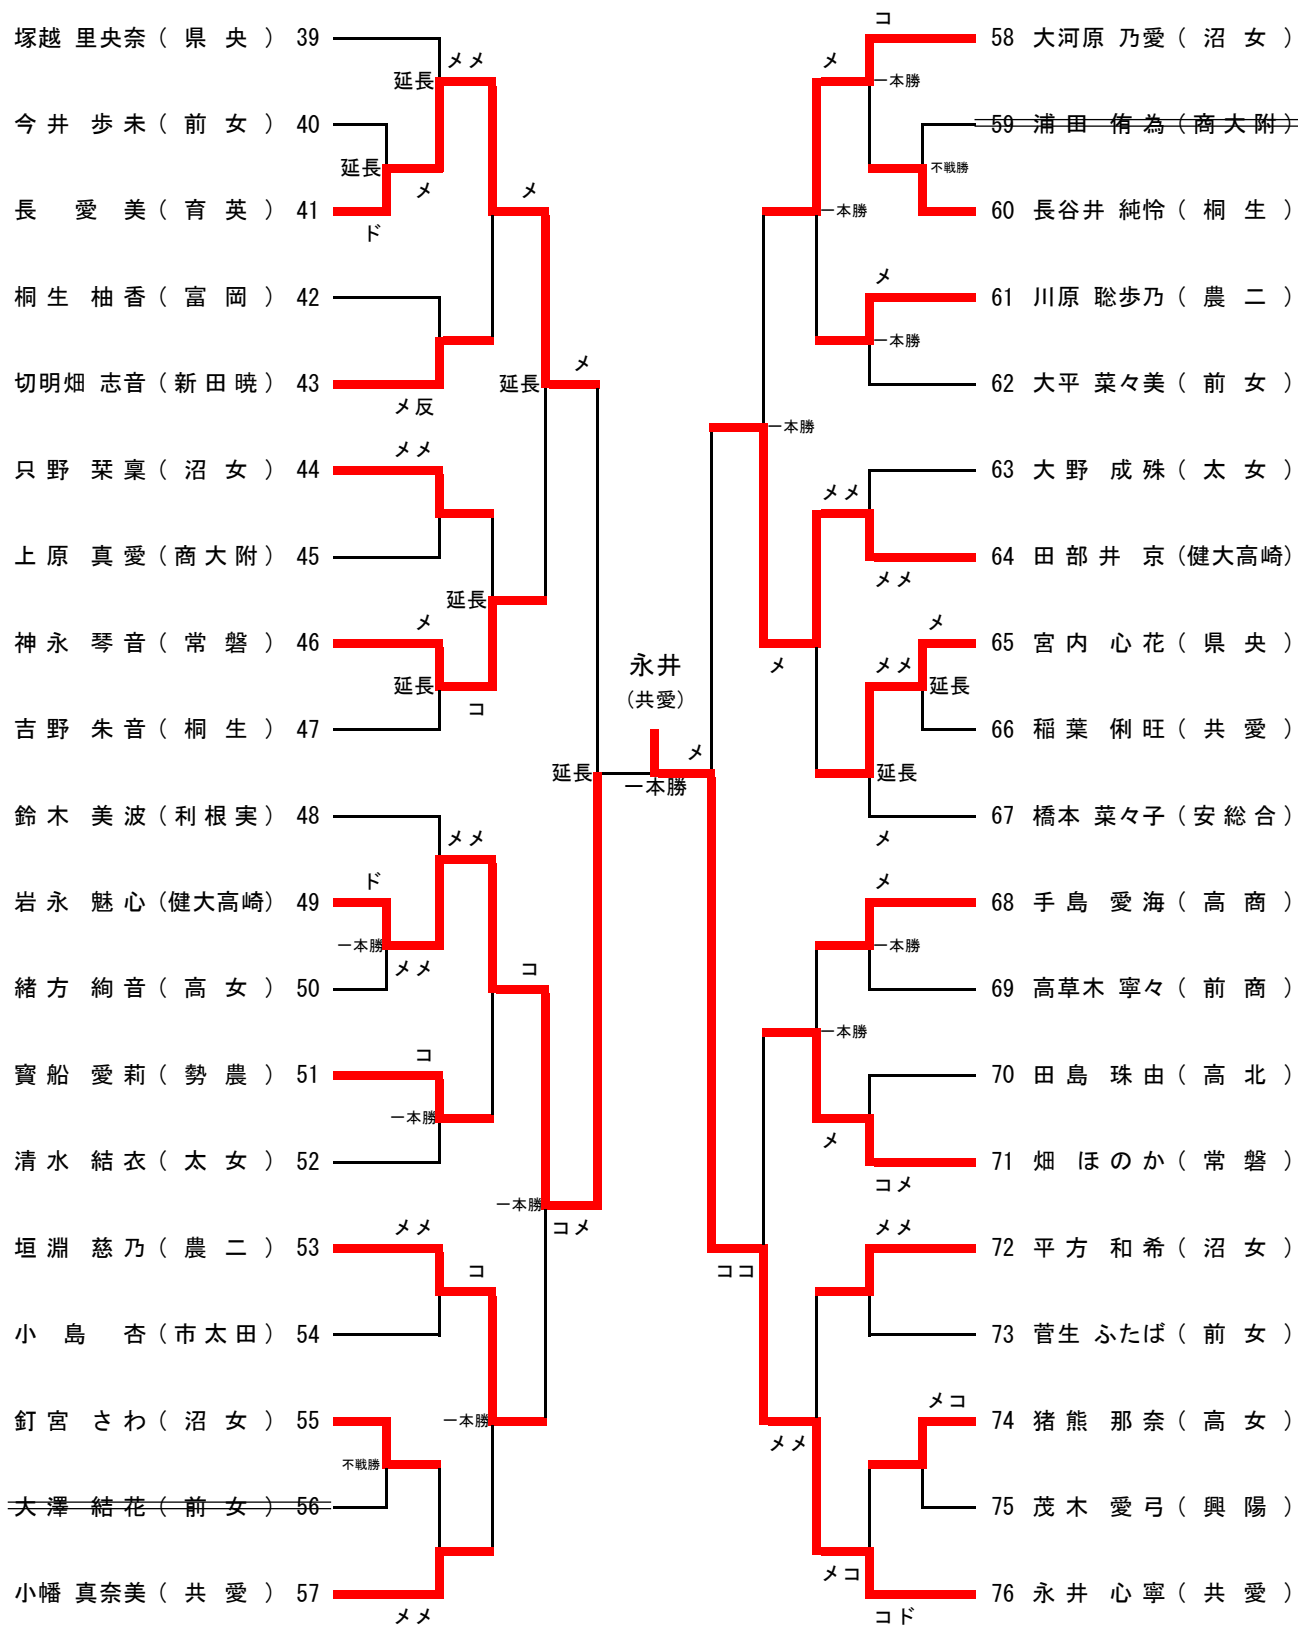 塚越 里央奈 ( 県 央 ) 39
メメ
延長
今井 歩未 ( 前 女 ) 40
延長
メ
長 愛美 ( 育 英 ) 41
ド
メ
桐生 柚香 ( 富 岡 ) 42
切明畑 志音 ( 新田暁 ) 43
メ反
延長
メ
只野 栞稟 ( 沼 女 ) 44
メメ
上原 真愛 ( 商大附 ) 45
延長
神永 琴音 ( 常 磐 ) 46
メ
延長
コ
吉野 朱音 ( 桐 生 ) 47
延長
鈴木 美波 ( 利根実 ) 48
メメ
岩永 魅心 (健大高崎) 49
ド
一本勝
メメ
緒方 絢音 ( 高 女 ) 50
コ
寳船 愛莉 ( 勢 農 ) 51
コ
一本勝
清水 結衣 ( 太 女 ) 52
一本勝
コメ
垣淵 慈乃 ( 農 二 ) 53
メメ
コ
小島 杏 ( 市太田 ) 54
釘宮 さわ ( 沼 女 ) 55
一本勝
不戦勝
大澤 結花 ( 前 女 ) 56
小幡 真奈美 ( 共 愛 ) 57
メメ
永井
(共愛)
メ
一本勝
コ
58 大河原 乃愛 ( 沼 女 )
メ
一本勝
59 浦田 侑為 ( 商大附 )
不戦勝
60 長谷井 純怜 ( 桐 生 )
一本勝
メ
61 川原 聡歩乃 ( 農 二 )
一本勝
62 大平 菜々美 ( 前 女 )
一本勝
63 大野 成殊 ( 太 女 )
メメ
64 田部井 京 (健大高崎)
メメ
メ
65 宮内 心花 ( 県 央 )
メ
メメ
延長
66 稲葉 俐旺 ( 共 愛 )
延長
67 橋本 菜々子 ( 安総合 )
メ
メ
68 手島 愛海 ( 高 商 )
一本勝
69 高草木 寧々 ( 前 商 )
一本勝
70 田島 珠由 ( 高 北 )
メ
71 畑 ほのか ( 常 磐 )
コメ
メメ
72 平方 和希 ( 沼 女 )
ココ
73 菅生 ふたば ( 前 女 )
メコ
74 猪熊 那奈 ( 高 女 )
メメ
75 茂木 愛弓 ( 興 陽 )
メコ
76 永井 心寧 ( 共 愛 )
コド